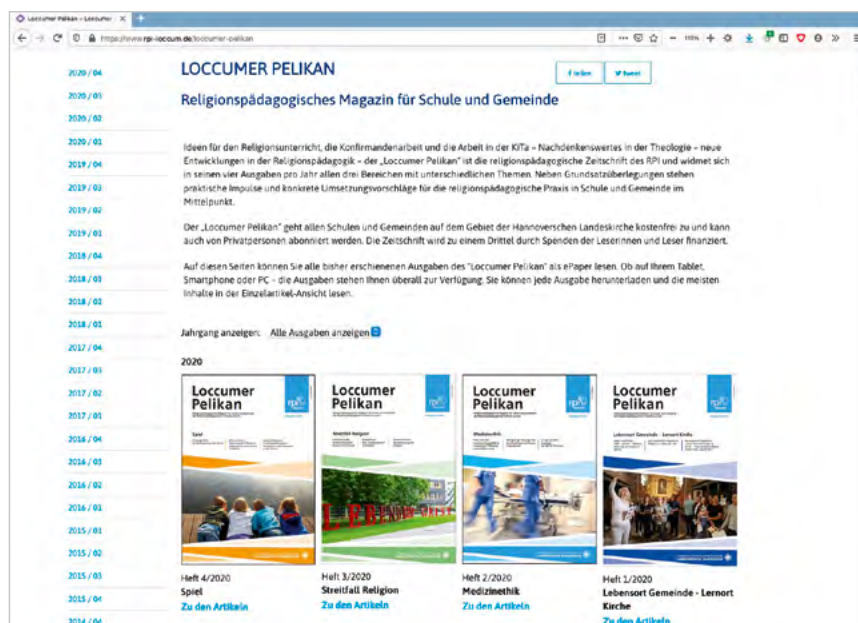 Loccumer Pelikan – Loccumer
https://www.rpi-loccum.de/loccumer-pelikan
110%
2020 / 04
2020 / 03
2020 / 02
2020 / 01
2019 / 04
2019 / 03
2019 / 02
2019 / 01
2018 / 04
2018 / 03
2018 / 02
2018 / 01
2017 / 04
2017 / 03
2017 / 02
2017 / 01
2016 / 04
2016 / 03
2016 / 02
2016 / 01
2015 / 01
2015 / 02
2015 / 03
2015 / 04
2014 / 04
LOCCUMER PELIKAN
teilen
tweet
Religionspädagogisches Magazin für Schule und Gemeinde
Ideen für den Religionsunterricht, die Konfirmandenarbeit und die Arbeit in der KiTa – Nachdenkenswertes in der Theologie – neue
Entwicklungen in der Religionspädagogik – der „Loccumer Pelikan" ist die religionspädagogische Zeitschrift des RPI und widmet sich
in seinen vier Ausgaben pro Jahr allen drei Bereichen mit unterschiedlichen Themen. Neben Grundsatzüberlegungen stehen
praktische Impulse und konkrete Umsetzungsvorschläge für die religionspädagogische Praxis in Schule und Gemeinde im
Mittelpunkt.
Der „Loccumer Pelikan" geht allen Schulen und Gemeinden auf dem Gebiet der Hannoverschen Landeskirche kostenfrei zu und kann
auch von Privatpersonen abonniert werden. Die Zeitschrift wird zu einem Drittel durch Spenden der Leserinnen und Leser finanziert.
Auf diesen Seiten können Sie alle bisher erschienenen Ausgaben des "Loccumer Pelikan" als ePaper lesen. Ob auf Ihrem Tablet,
Smartphone oder PC – die Ausgaben stehen Ihnen überall zur Verfügung. Sie können jede Ausgabe herunterladen und die meisten
Inhalte in der Einzelartikel-Ansicht lesen.
Jahrgang anzeigen: Alle Ausgaben anzeigen
2020
Loccumer
Pelikan
rpi
Spiel
Loccumer
Pelikan
rpi
Streitfall Religion
Loccumer
Pelikan
rpi
Medizinethik
Loccumer
Pelikan
rpi
Lebensort Gemeinde – Lernort Kirche
Heft 4/2020
Spiel
Zu den Artikeln
Heft 3/2020
Streitfall Religion
Zu den Artikeln
Heft 2/2020
Medizinethik
Zu den Artikeln
Heft 1/2020
Lebensort Gemeinde - Lernort
Kirche
Zu den Artikeln